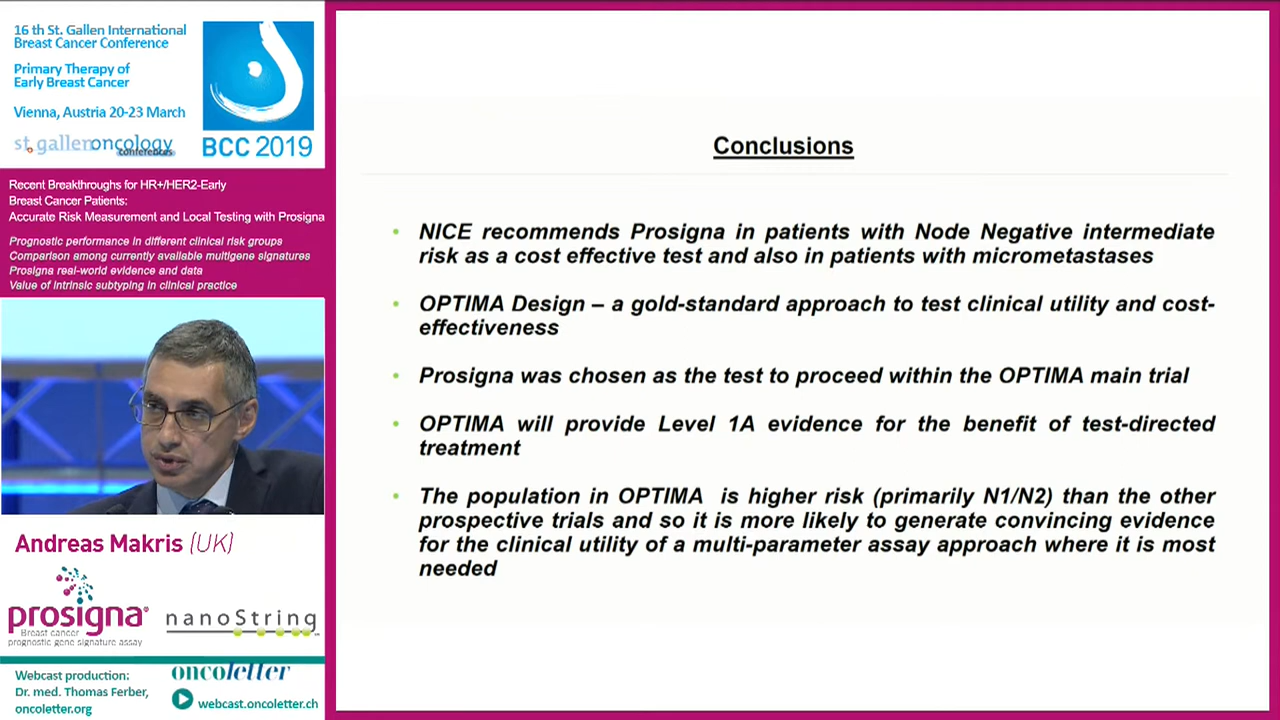 16 th St. Gallen International
Breast Cancer Conference
Primary Therapy of
Early Breast Cancer
Vienna, Austria 20-23 March
st.gallenoncology
conferences
BCC 2019
Recent Breakthroughs for HR+/HER2-Early
Breast Cancer Patients:
Accurate Risk Measurement and Local Testing with Prosigna
Prognostic performance in different clinical risk groups
Comparison among currently available multigene signatures
Prosigna real-world evidence and data
Value of intrinsic subtyping in clinical practice
Andreas Makris (UK)
prosigna®
Breast cancer
prognostic gene signature assay
nanoString
Webcast production:
Dr. med. Thomas Ferber,
oncoletter.org
oncoletter
webcast.oncoletter.ch
Conclusions
• NICE recommends Prosigna in patients with Node Negative intermediate
risk as a cost effective test and also in patients with micrometastases
• OPTIMA Design – a gold-standard approach to test clinical utility and cost-
effectiveness
• Prosigna was chosen as the test to proceed within the OPTIMA main trial
• OPTIMA will provide Level 1A evidence for the benefit of test-directed
treatment
• The population in OPTIMA is higher risk (primarily N1/N2) than the other
prospective trials and so it is more likely to generate convincing evidence
for the clinical utility of a multi-parameter assay approach where it is most
needed